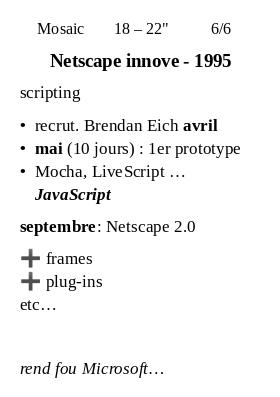 Mosaic 18 – 22" 6/6
Netscape innove - 1995
scripting
• recrut. Brendan Eich avril
• mai (10 jours) : 1er prototype
• Mocha, LiveScript …
JavaScript
septembre: Netscape 2.0
➕ frames
➕ plug-ins
etc…
rend fou Microsoft…